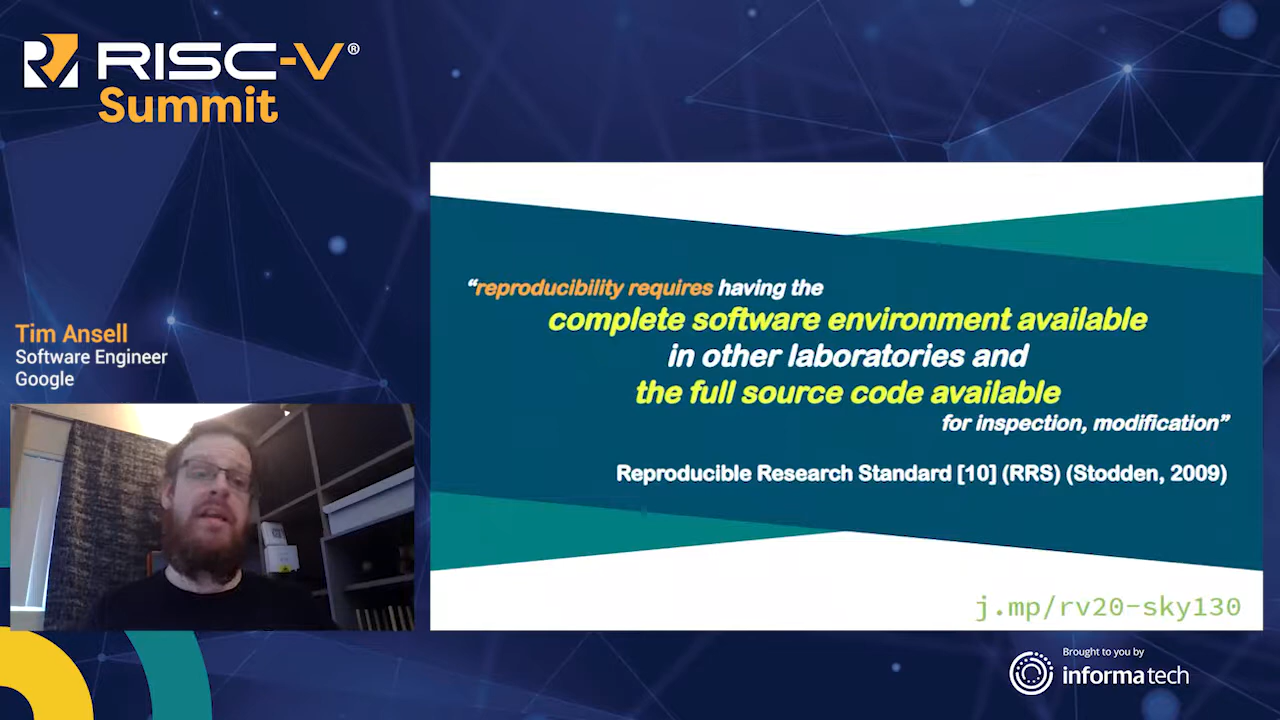 RISC-V®
Summit
Tim Ansell
Software Engineer
Google
“reproducibility requires having the
complete software environment available
in other laboratories and
the full source code available
for inspection, modification”
Reproducible Research Standard [10] (RRS) (Stodden, 2009)
j.mp/rv20-sky130
Brought to you by
informa tech